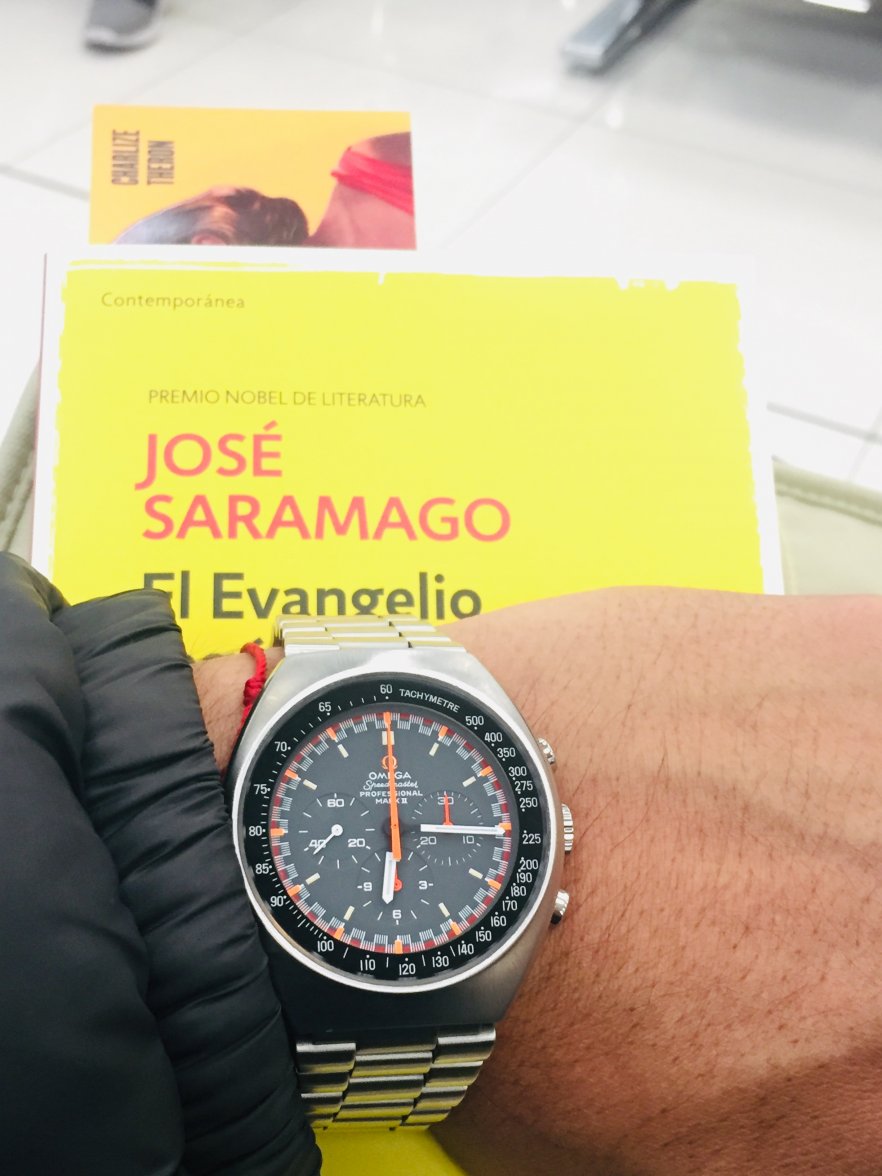 CHARLIZE
THERON
Contemporánea
PREMIO NOBEL DE LITERATURA
JOSÉ
SARAMAGO
El Evangelio
60 TACHYMETRE
500
400
350
300
275
250
225
200
190
180
170
160
150
140
130
120
110
100
90
85
80
75
70
65
OMEGA
Speedmaster
PROFESSIONAL
MARK II
60
20
40
30
10
20
9
3
6